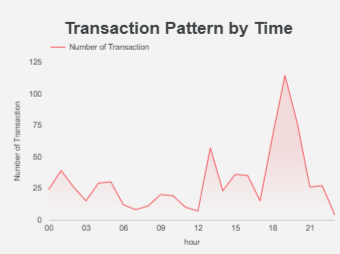 Transaction Pattern by Time
Number of Transaction
125
100
75
50
25
0
Number of Transaction
00 03 06 09 12 15 18 21
hour